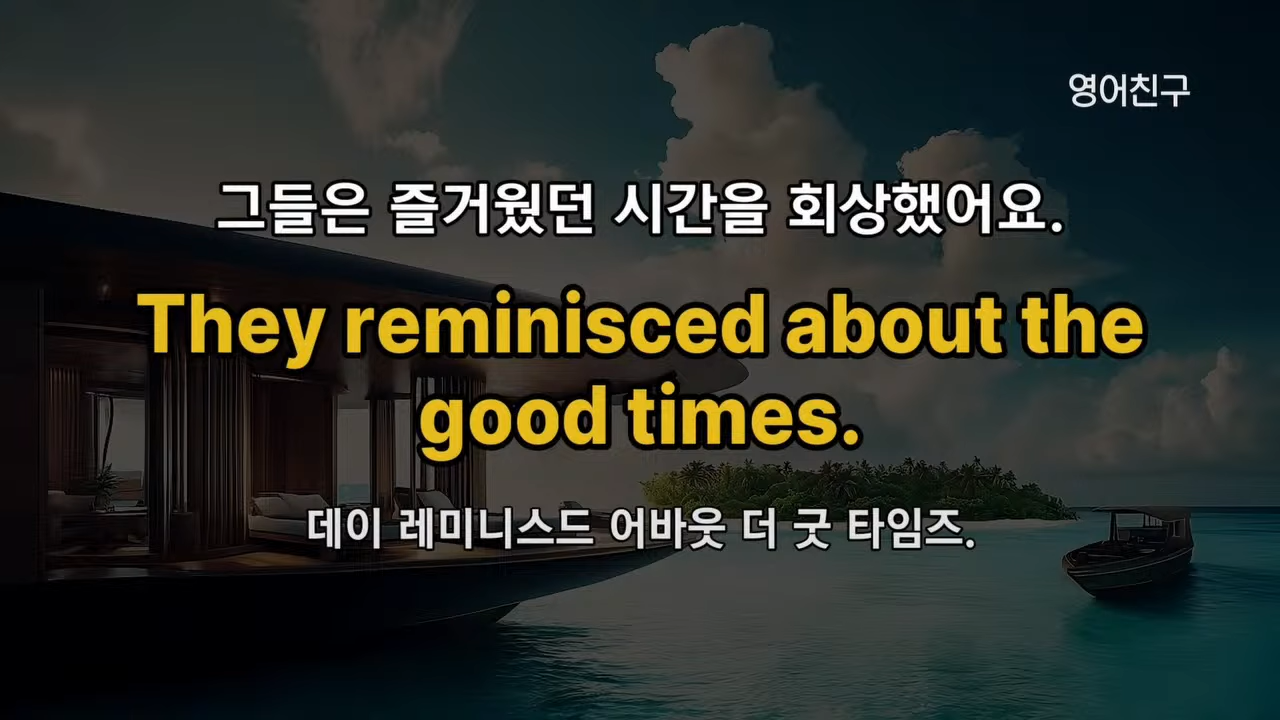 영어친구
그들은 즐거웠던 시간을 회상했어요.
They reminisced about the
good times.
데이 레미니스드 어바웃 더 굿 타임즈.